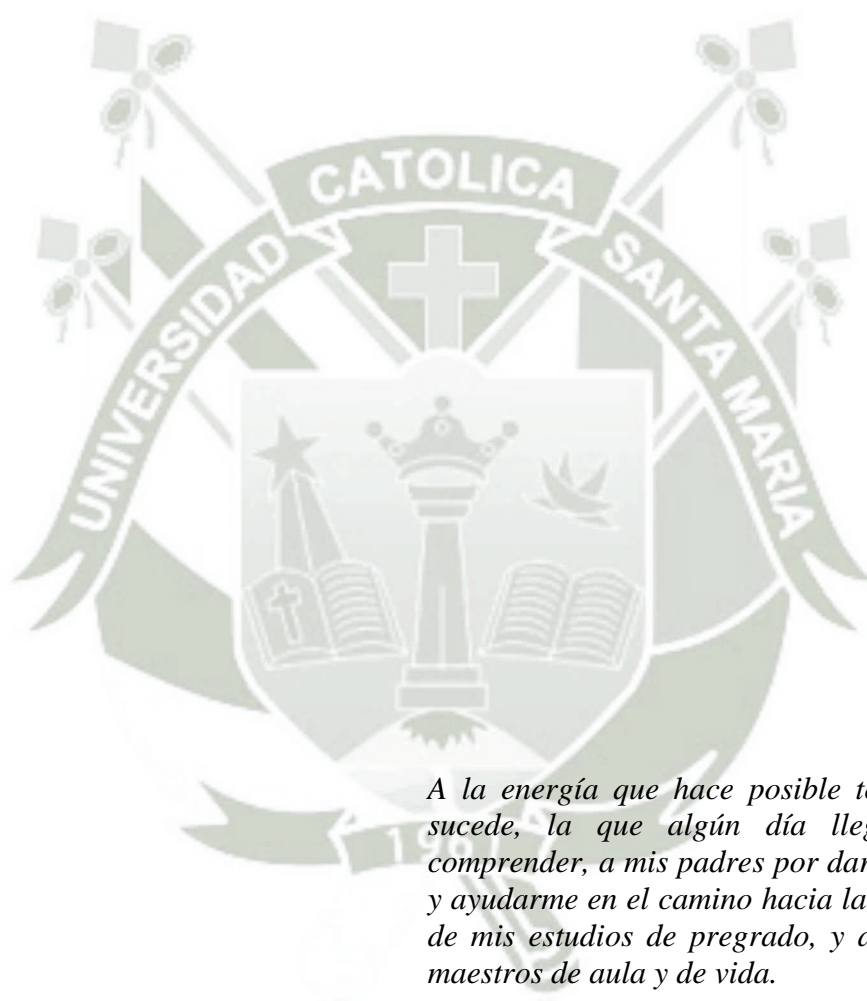 CATOLICA
UNIVERSIDAD
SANTA MARIA
A la energía que hace posible
sucede, la que algún día
comprender, a mis padres por
y ayudarme en el camino hacia la
de mis estudios de pregrado, y
maestros de aula y de vida.